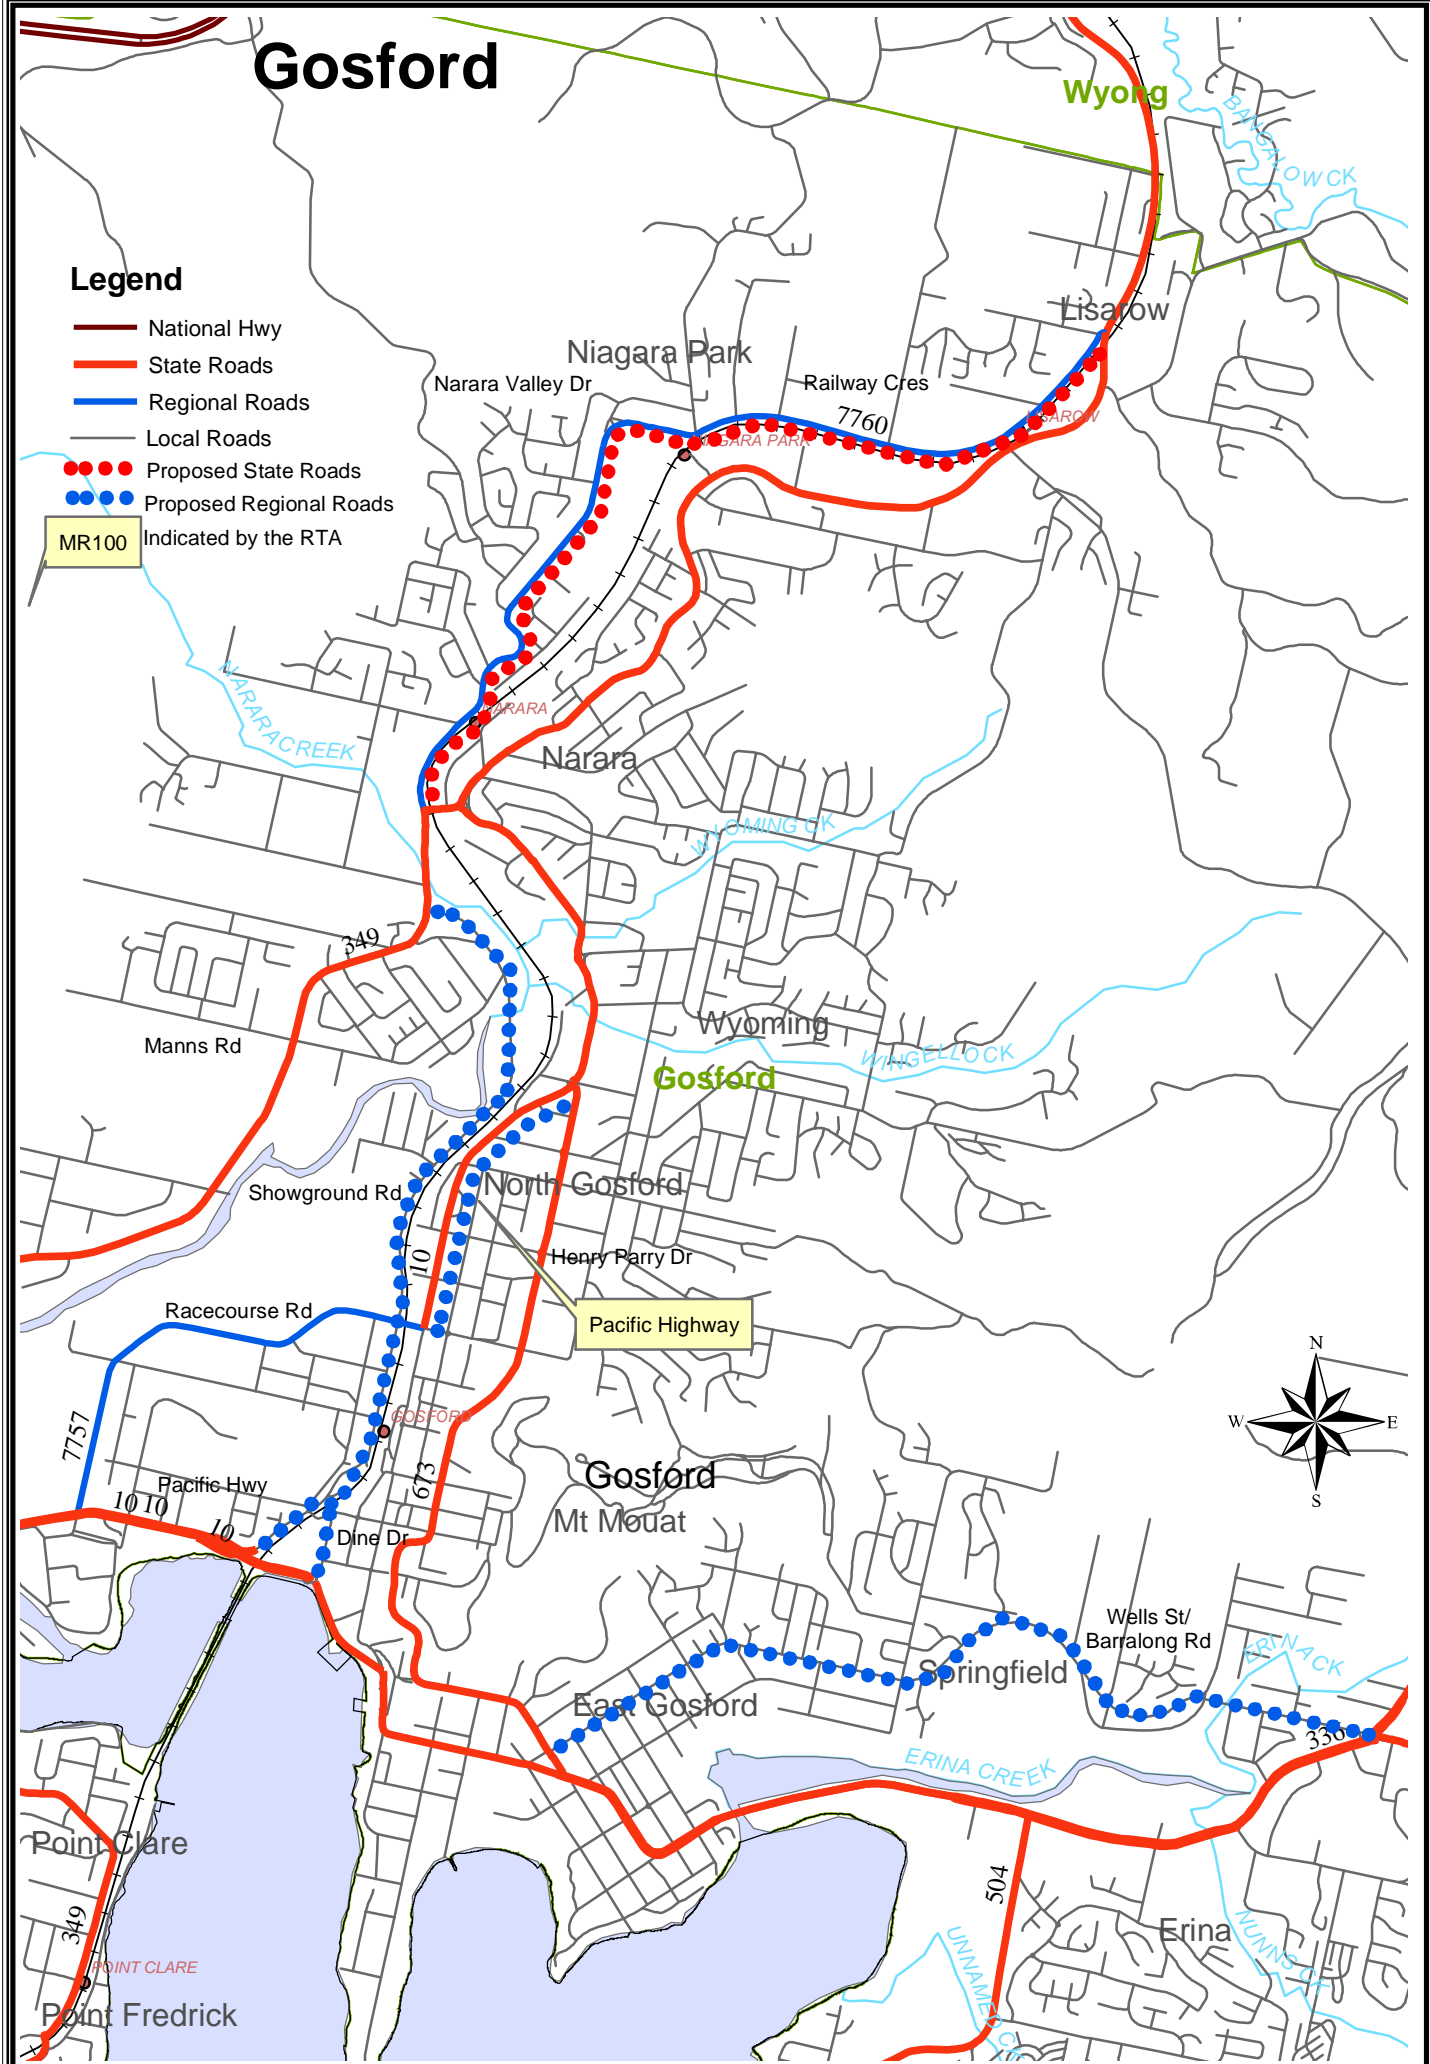 Gosford
Wyong
BANGALOW CK
Legend
National Hwy
State Roads
Regional Roads
Local Roads
Proposed State Roads
Proposed Regional Roads
Indicated by the RTA
MR100
Lisarow
Niagara Park
Narara Valley Dr
Railway Cres
7760
LISAROW
NIAGARA PARK
NARARA CREEK
NARARA
Narara
WYOMING CK
349
Wyoming
Manns Rd
WINGELLO CK
Gosford
Showground Rd
North Gosford
10
Henry Parry Dr
Racecourse Rd
Pacific Highway
N
W
E
S
7757
GOSFORD
673
Gosford
Pacific Hwy
10 10
10
Mt Mouat
Dine Dr
Wells St/
Barralong Rd
ERINA CK
Springfield
East Gosford
336
ERINA CREEK
Point Clare
504
349
Erina
NUNNS CK
UNNAMED CK
POINT CLARE
Point Fredrick